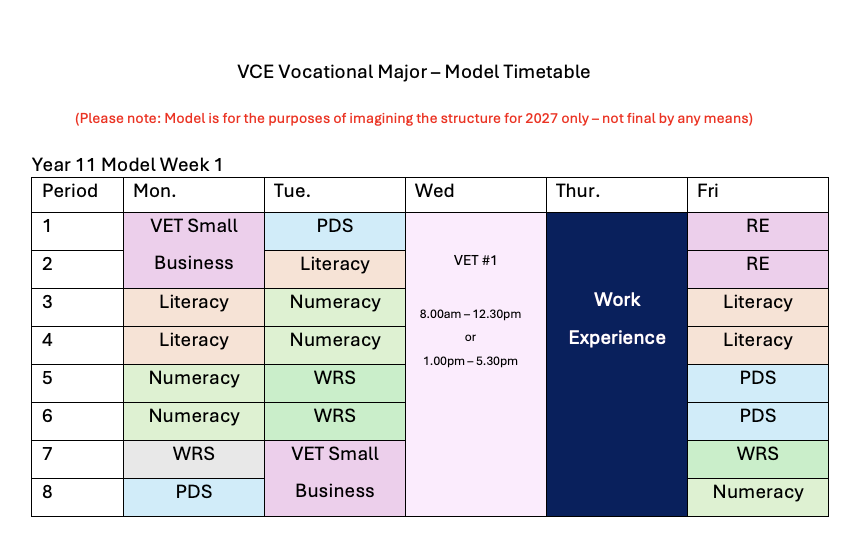 VCE Vocational Major – Model Timetable
(Please note: Model is for the purposes of imagining the structure for 2027 only – not final by any means)
Year 11 Model Week 1
Period Mon. Tue. Wed Thur. Fri
1 VET Small PDS RE
2 Business Literacy VET #1 RE
3 Literacy Numeracy 8.00am – 12.30pm Work Literacy
4 Literacy Numeracy or Experience Literacy
5 Numeracy WRS 1.00pm – 5.30pm PDS
6 Numeracy WRS PDS
7 WRS VET Small WRS
8 PDS Business Numeracy